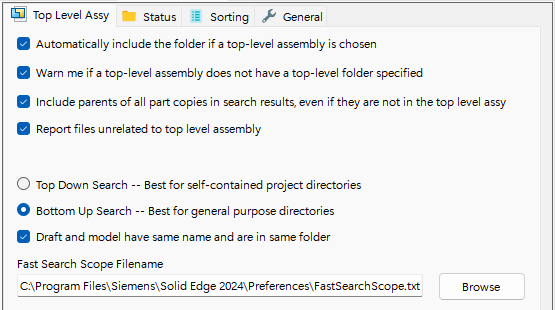 Top Level Assy Status Sorting General
Automatically include the folder if a top-level assembly is chosen
Warn me if a top-level assembly does not have a top-level folder specified
Include parents of all part copies in search results, even if they are not in the top level assy
Report files unrelated to top level assembly
Top Down Search -- Best for self-contained project directories
Bottom Up Search -- Best for general purpose directories
Draft and model have same name and are in same folder
Fast Search Scope Filename
C:\Program Files\Siemens\Solid Edge 2024\Preferences\FastSearchScope.txt Browse